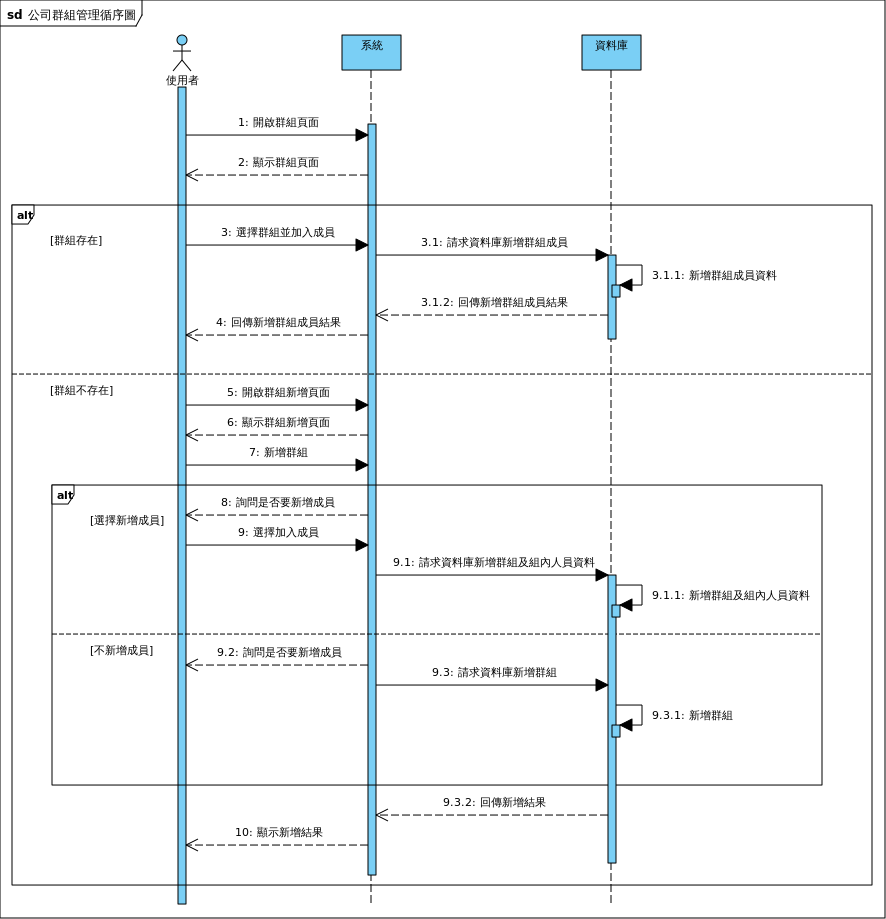 sd 公司群組管理循序圖
使用者
系統
資料庫
1: 開啟群組頁面
2: 顯示群組頁面
alt
[群組存在]
3: 選擇群組並加入成員
3.1: 請求資料庫新增群組成員
3.1.1: 新增群組成員資料
3.1.2: 回傳新增群組成員結果
4: 回傳新增群組成員結果
[群組不存在]
5: 開啟群組新增頁面
6: 顯示群組新增頁面
7: 新增群組
alt
8: 詢問是否要新增成員
[選擇新增成員]
9: 選擇加入成員
9.1: 請求資料庫新增群組及組內人員資料
9.1.1: 新增群組及組內人員資料
[不新增成員]
9.2: 詢問是否要新增成員
9.3: 請求資料庫新增群組
9.3.1: 新增群組
9.3.2: 回傳新增結果
10: 顯示新增結果